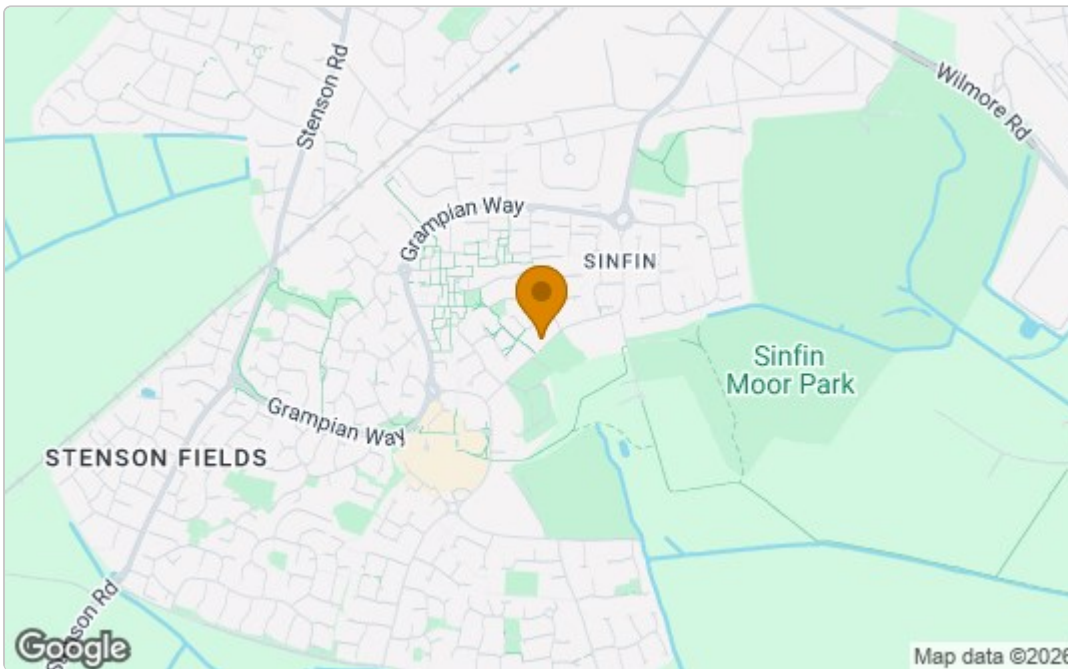 Stenson Rd
Wilmore Rd
Grampian Way
SINFIN
Sinfin
Moor Park
Grampian Way
STENSON FIELDS
Stenson Rd
Google
Map data ©2026